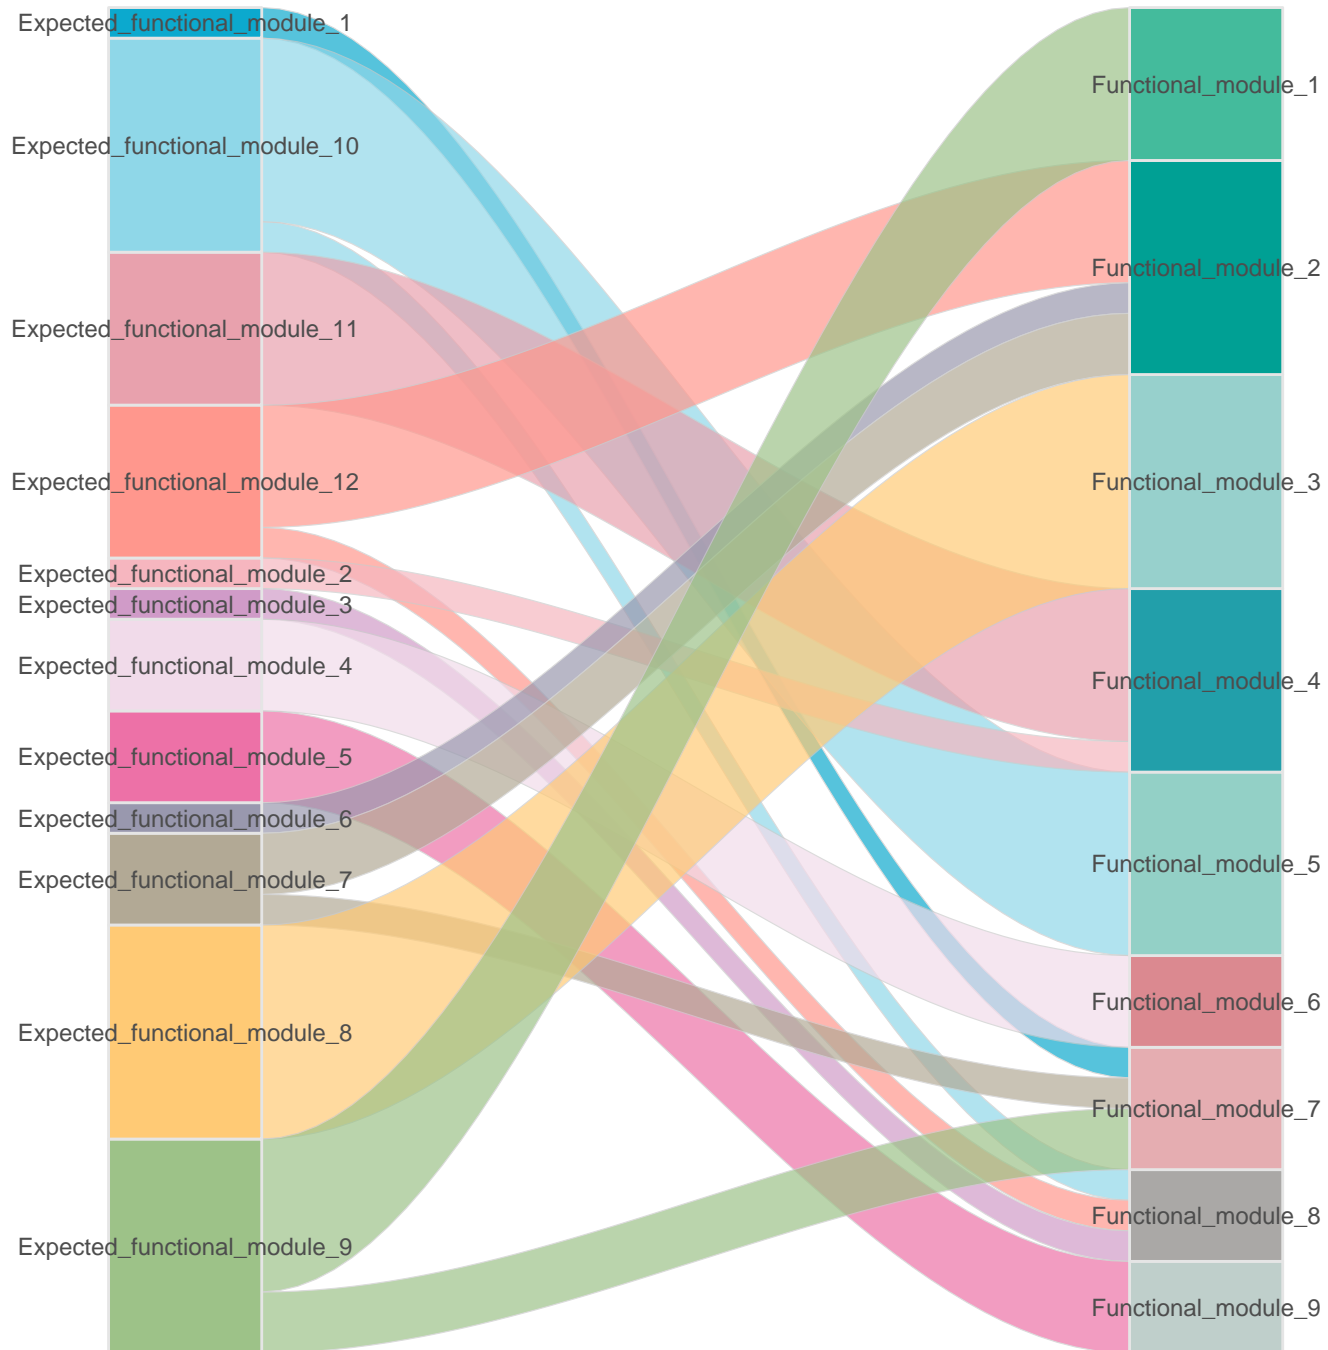 Expected_functional_module_1
Expected_functional_module_10
Expected_functional_module_11
Expected_functional_module_12
Expected_functional_module_2
Expected_functional_module_3
Expected_functional_module_4
Expected_functional_module_5
Expected_functional_module_6
Expected_functional_module_7
Expected_functional_module_8
Expected_functional_module_9
Functional_module_1
Functional_module_2
Functional_module_3
Functional_module_4
Functional_module_5
Functional_module_6
Functional_module_7
Functional_module_8
Functional_module_9